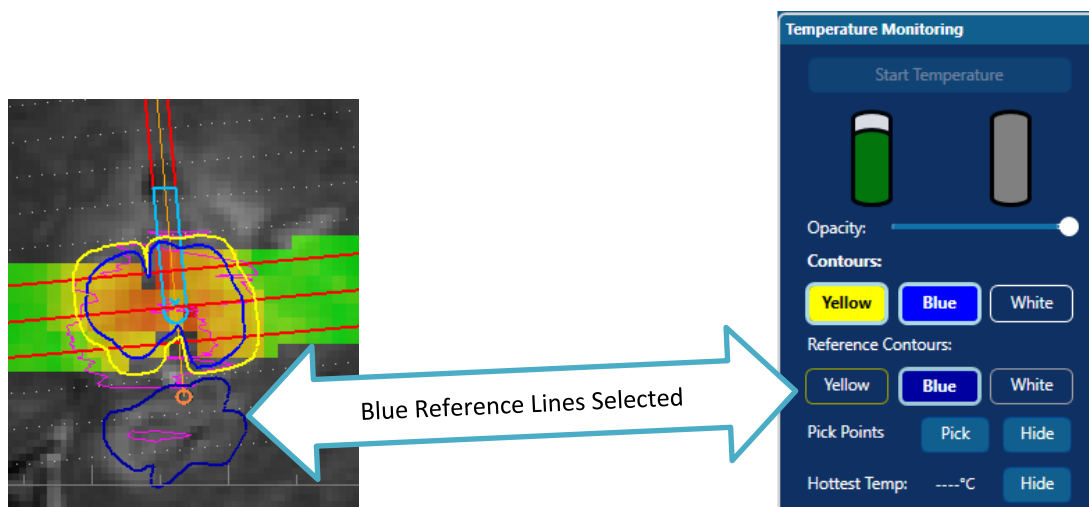 Temperature Monitoring
Start Temperature
Opacity:
Contours:
Yellow Blue White
Reference Contours:
Yellow Blue White
Blue Reference Lines Selected
Pick Points Pick Hide
Hottest Temp: ----°C Hide